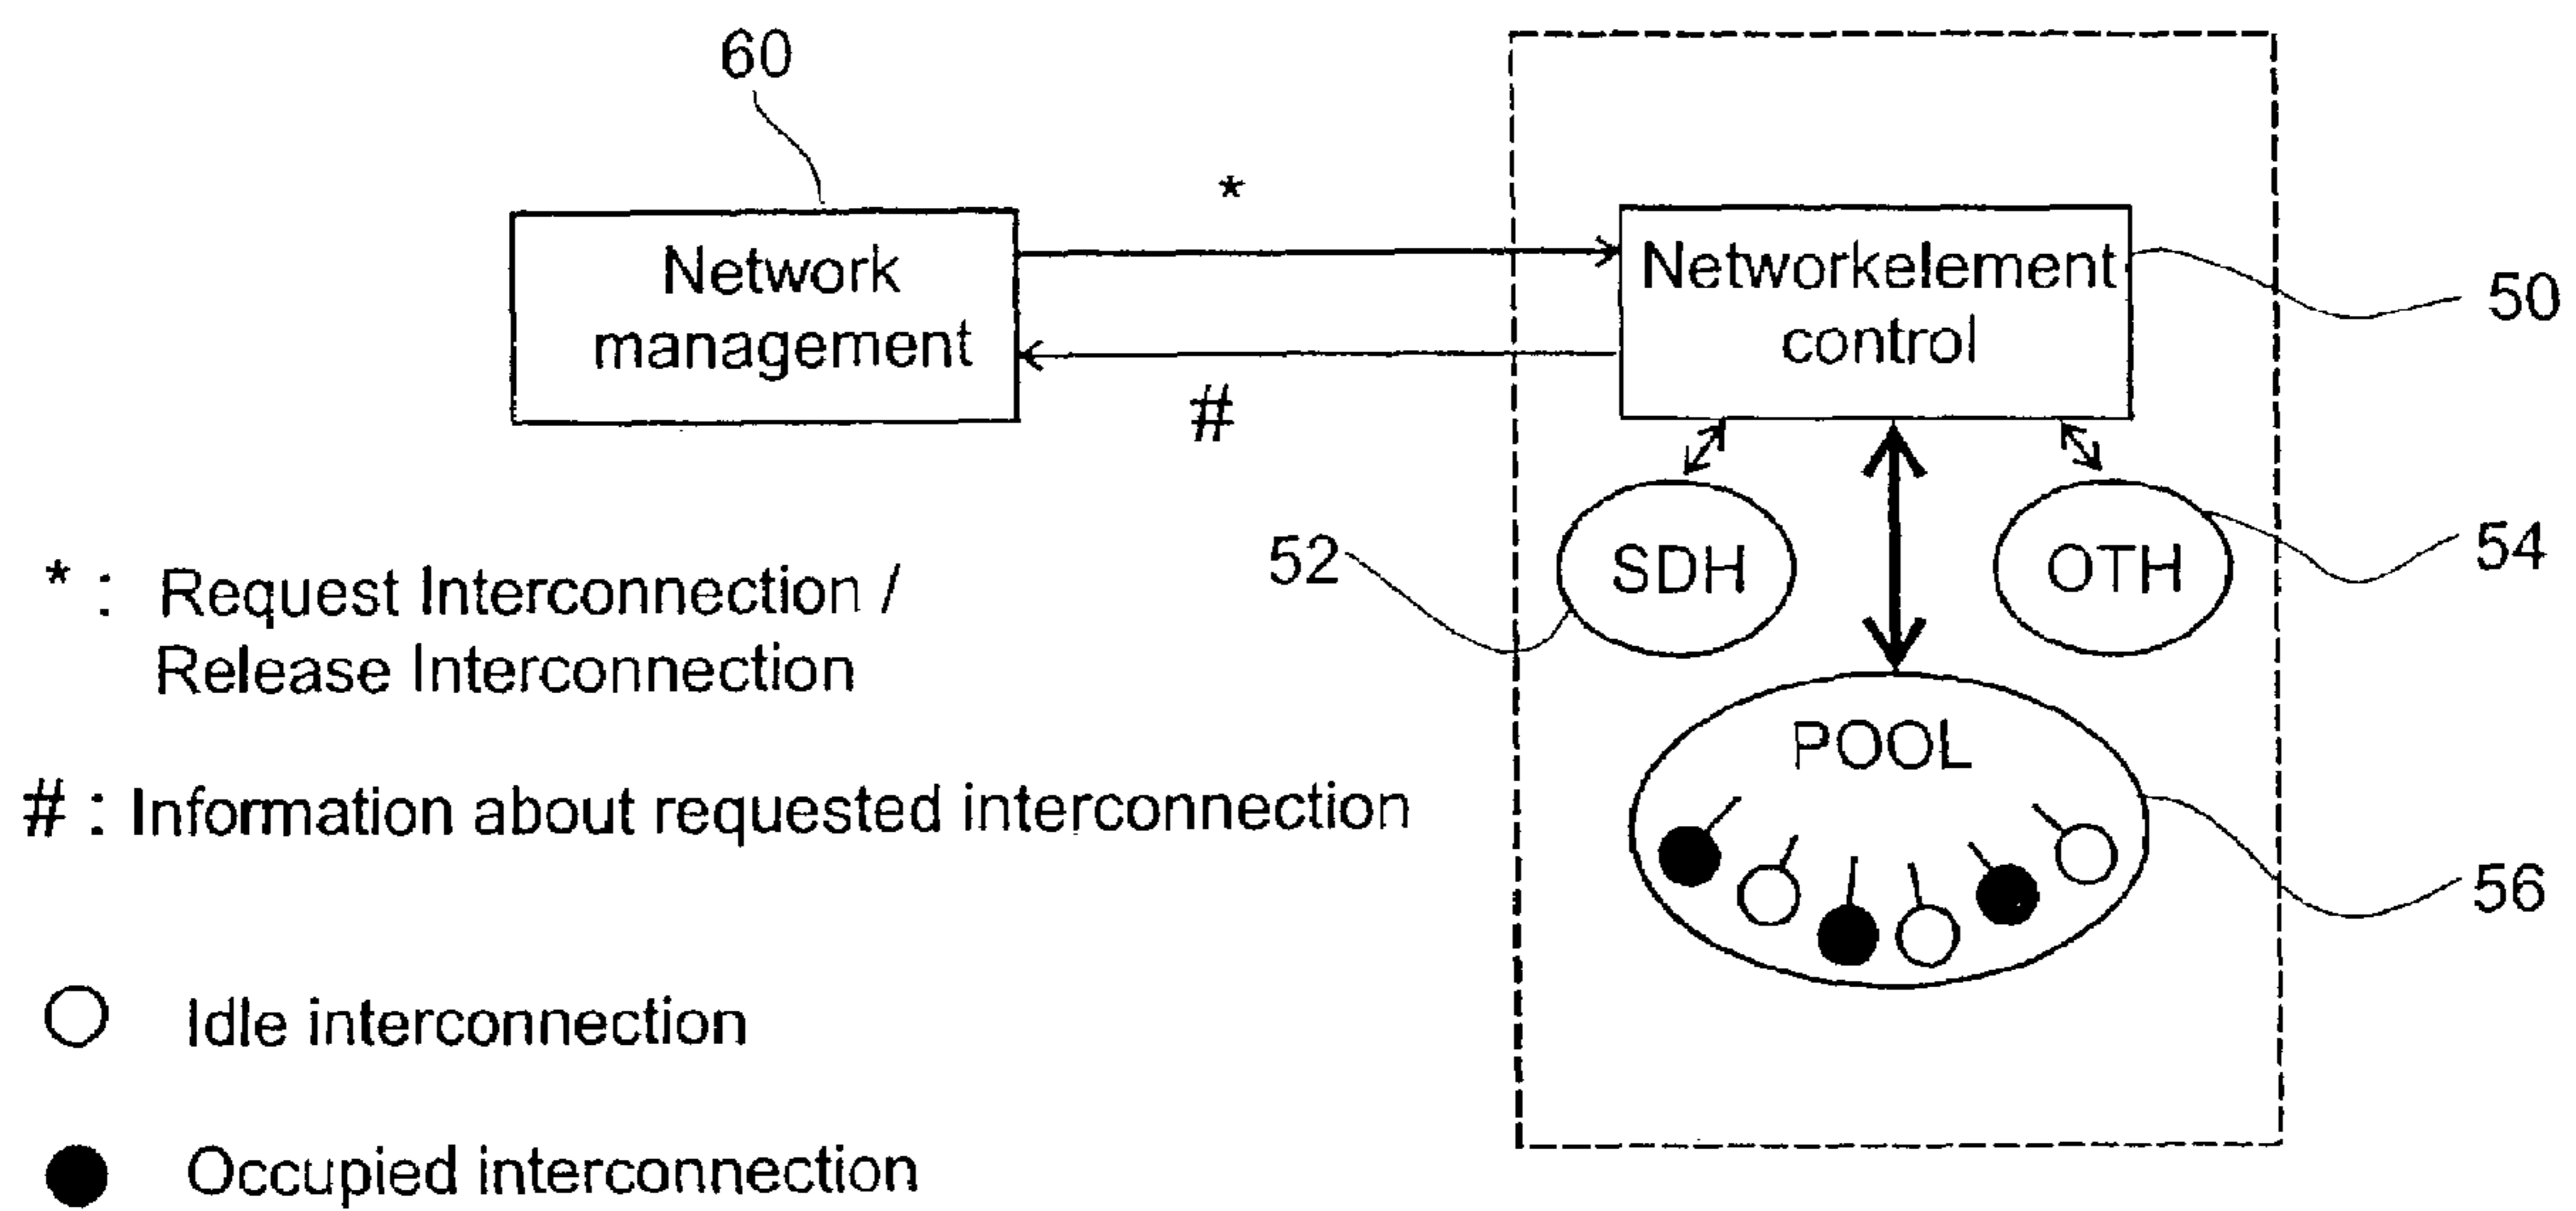 60
*
Network
management
Networkelement
control
50
#
52
SDH
OTH
54
* : Request Interconnection /
Release Interconnection
POOL
# : Information about requested interconnection
56
Idle interconnection
Occupied interconnection